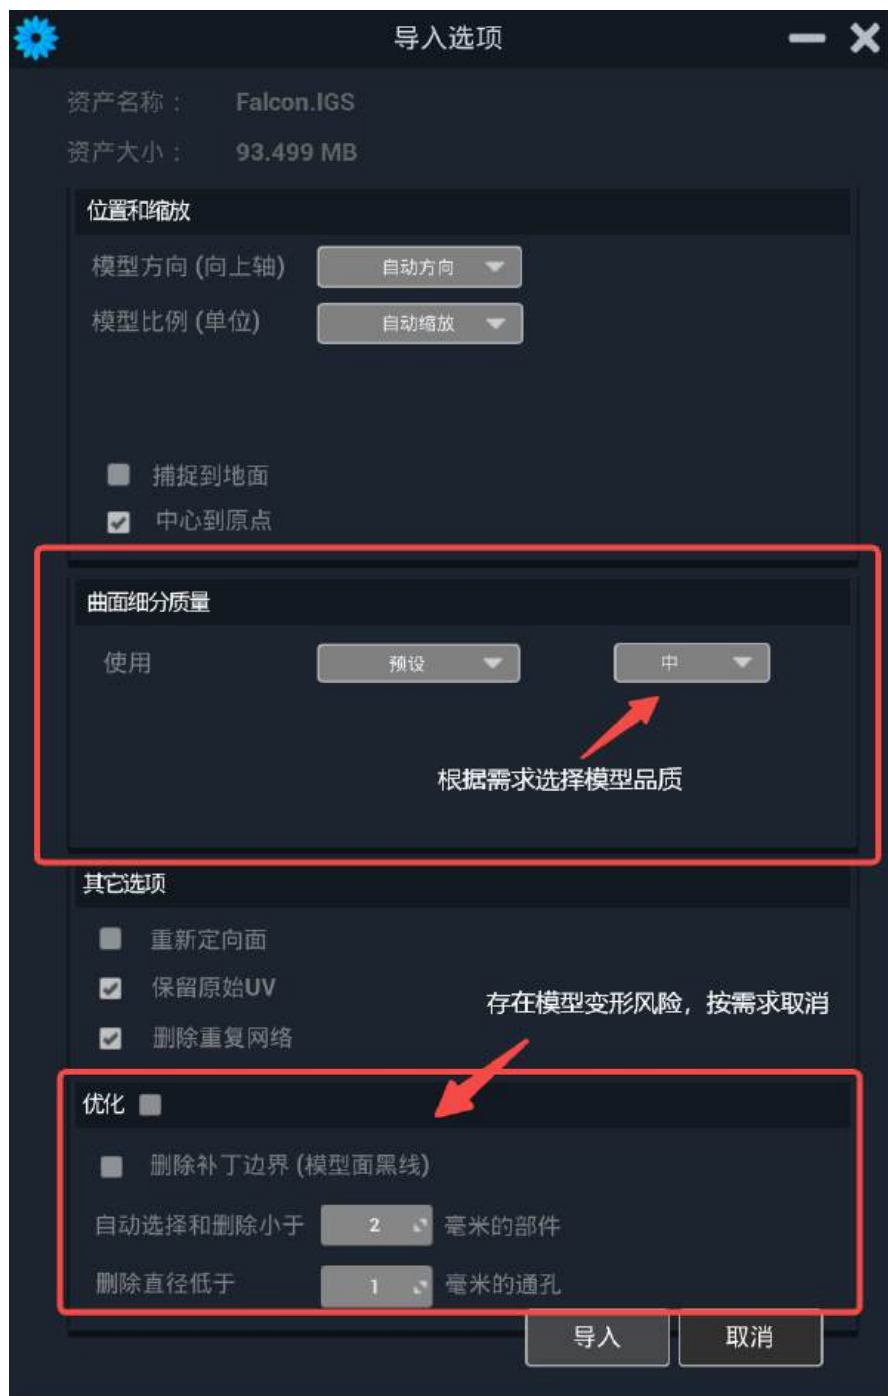 导入选项
资产名称： Falcon.IGS
资产大小： 93.499 MB
位置和缩放
模型方向 (向上轴) 自动方向
模型比例 (单位) 自动缩放
捕捉到地面
中心到原点
曲面细分质量
使用 预设 中
根据需求选择模型品质
其它选项
重新定向面
保留原始UV
存在模型变形风险，按需求取消
删除重复网络
优化
删除补丁边界 (模型面黑线)
自动选择和删除小于 2 毫米的部件
删除直径低于 1 毫米的通孔
导入 取消